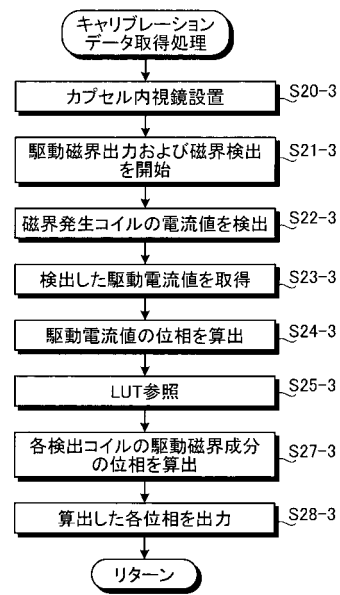 キャリブレーション
データ取得処理
カプセル内視鏡設置
S20-3
駆動磁界出力および磁界検出
を開始
S21-3
磁界発生コイルの電流値を検出
S22-3
検出した駆動電流値を取得
S23-3
駆動電流値の位相を算出
S24-3
LUT参照
S25-3
各検出コイルの駆動磁界成分
の位相を算出
S27-3
算出した各位相を出力
S28-3
リターン